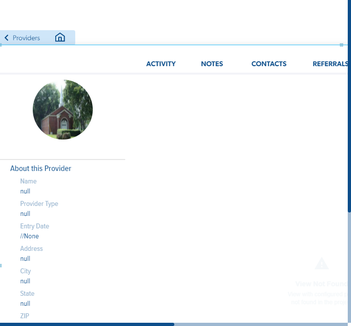 Providers
ACTIVITY NOTES CONTACTS REFERRALS
About this Provider
Name
null
Provider Type
null
Entry Date
//None
Address
null
City
null
State
null
ZIP